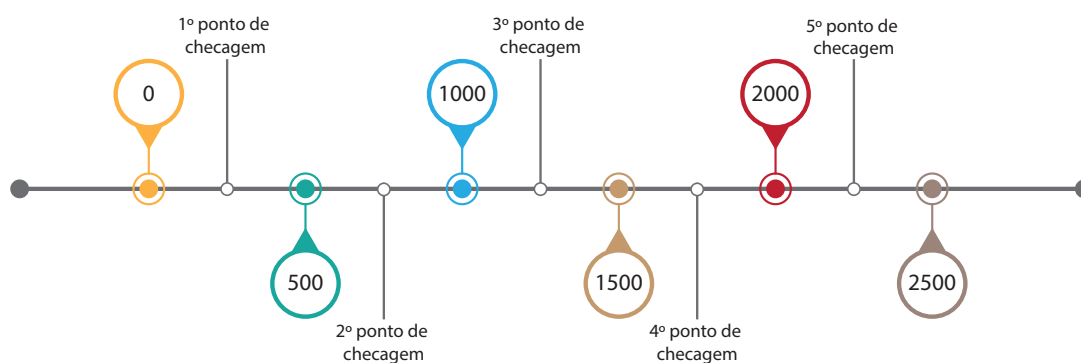 1º ponto de
checagem
3º ponto de
checagem
5º ponto de
checagem
0
1000
2000
500
1500
2500
2º ponto de
checagem
4º ponto de
checagem